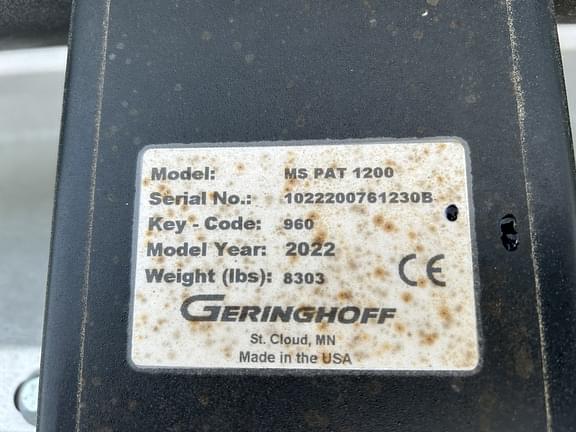 Model: MS PAT 1200
Serial No.: 1022200761230B
Key - Code: 960
Model Year: 2022
Weight (lbs): 8303
CE
GERINGHOFF
St. Cloud, MN
Made in the USA